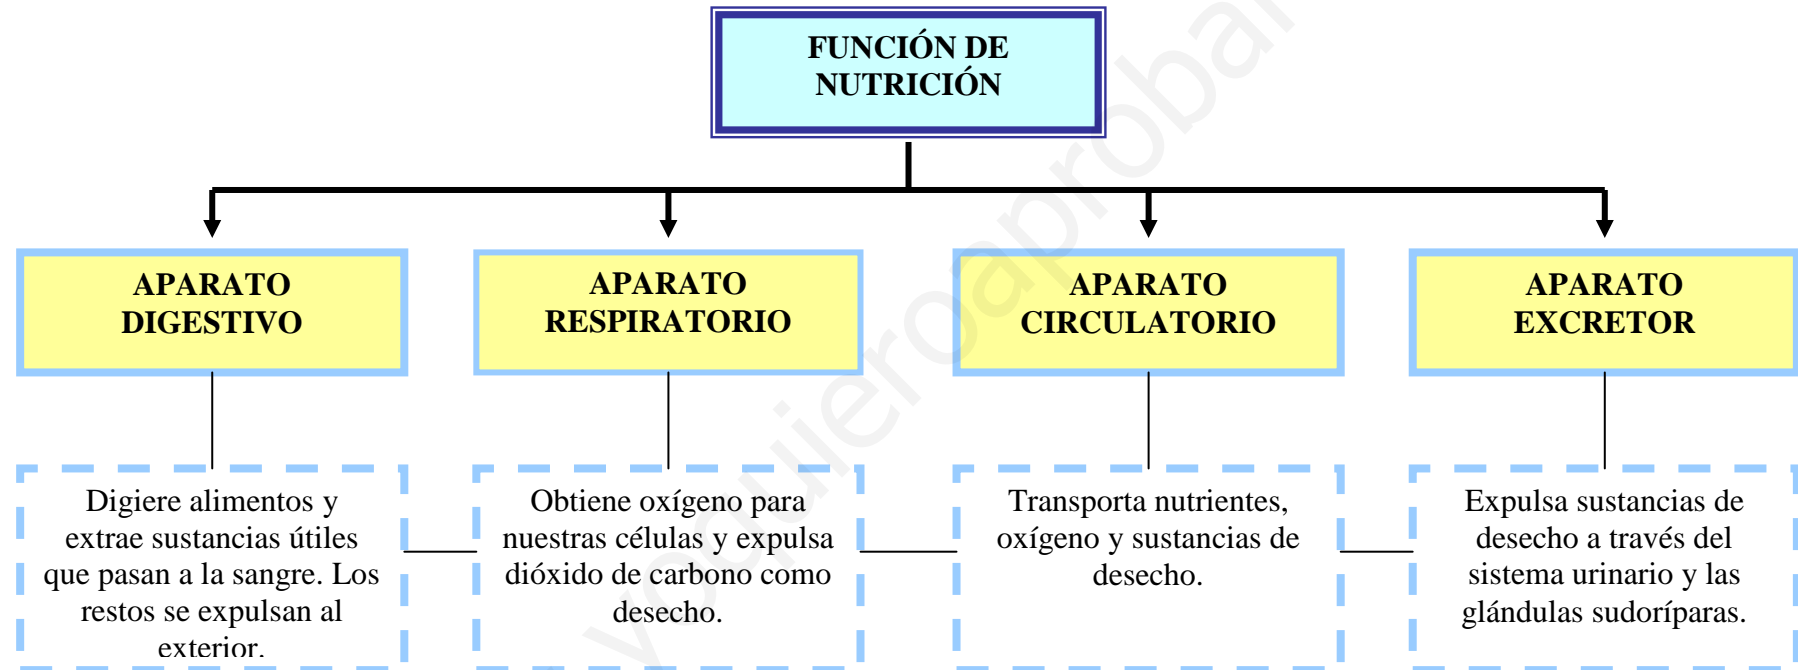 FUNCIÓN DE
NUTRICIÓN
APARATO
DIGESTIVO
APARATO
RESPIRATORIO
APARATO
CIRCULATORIO
APARATO
EXCRETOR
Digiere alimentos y
extrae sustancias útiles
que pasan a la sangre. Los
restos se expulsan al
exterior.
Obtiene oxígeno para
nuestras células y expulsa
dióxido de carbono como
desecho.
Transporta nutrientes,
oxígeno y sustancias de
desecho.
Expulsa sustancias de
desecho a través del
sistema urinario y las
glándulas sudoríparas.
yoquieroaprobar